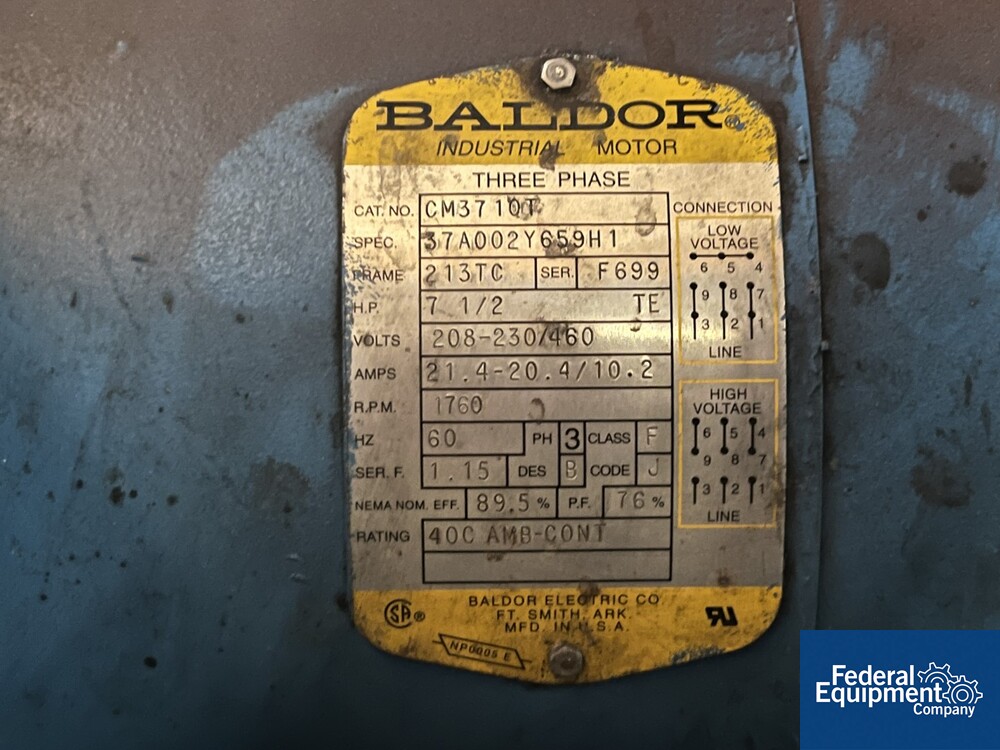 BALDOR®
INDUSTRIAL MOTOR
THREE PHASE
CAT. NO. CM3710T
SPEC. 37A002Y659H1
FRAME 213TC SER. F699
H.P. 7 1/2 TE
VOLTS 208-230/460
AMPS 21.4-20.4/10.2
R.P.M. 1760
HZ 60 PH 3 CLASS F
SER. F. 1.15 DES B CODE J
NEMA NOM. EFF. 89.5 % P.F. 76 %
RATING 40C AMB-CONT
CONNECTION
LOW
VOLTAGE
6 5 4
9 8 7
3 2 1
LINE
HIGH
VOLTAGE
6 5 4
9 8 7
3 2 1
LINE
SA®
BALDOR ELECTRIC CO.
FT. SMITH, ARK.
MFD. IN U.S.A.
RU
NP0005 E
Federal
Equipment
Company